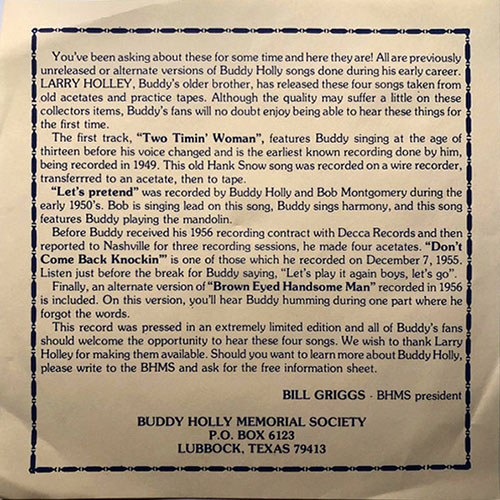 You've been asking about these for some time and here they are! All are previously
unreleased or alternate versions of Buddy Holly songs done during his early career.
LARRY HOLLEY, Buddy's older brother, has released these four songs taken from
old acetates and practice tapes. Although the quality may suffer a little on these
collectors items, Buddy's fans will no doubt enjoy being able to hear these things for
the first time.
The first track, "Two Timin' Woman", features Buddy singing at the age of
thirteen before his voice changed and is the earliest known recording done by him,
being recorded in 1949. This old Hank Snow song was recorded on a wire recorder,
transferrred to an acetate, then to tape.
"Let's pretend" was recorded by Buddy Holly and Bob Montgomery during the
early 1950's. Bob is singing lead on this song, Buddy sings harmony, and this song
features Buddy playing the mandolin.
Before Buddy received his 1956 recording contract with Decca Records and then
reported to Nashville for three recording sessions, he made four acetates. "Don't
Come Back Knockin'" is one of those which he recorded on December 7, 1955.
Listen just before the break for Buddy saying, "Let's play it again boys, let's go".
Finally, an alternate version of "Brown Eyed Handsome Man" recorded in 1956
is included. On this version, you'll hear Buddy humming during one part where he
forgot the words.
This record was pressed in an extremely limited edition and all of Buddy's fans
should welcome the opportunity to hear these four songs. We wish to thank Larry
Holley for making them available. Should you want to learn more about Buddy Holly,
please write to the BHMS and ask for the free information sheet.
BILL GRIGGS - BHMS president
BUDDY HOLLY MEMORIAL SOCIETY
P.O. BOX 6123
LUBBOCK, TEXAS 79413